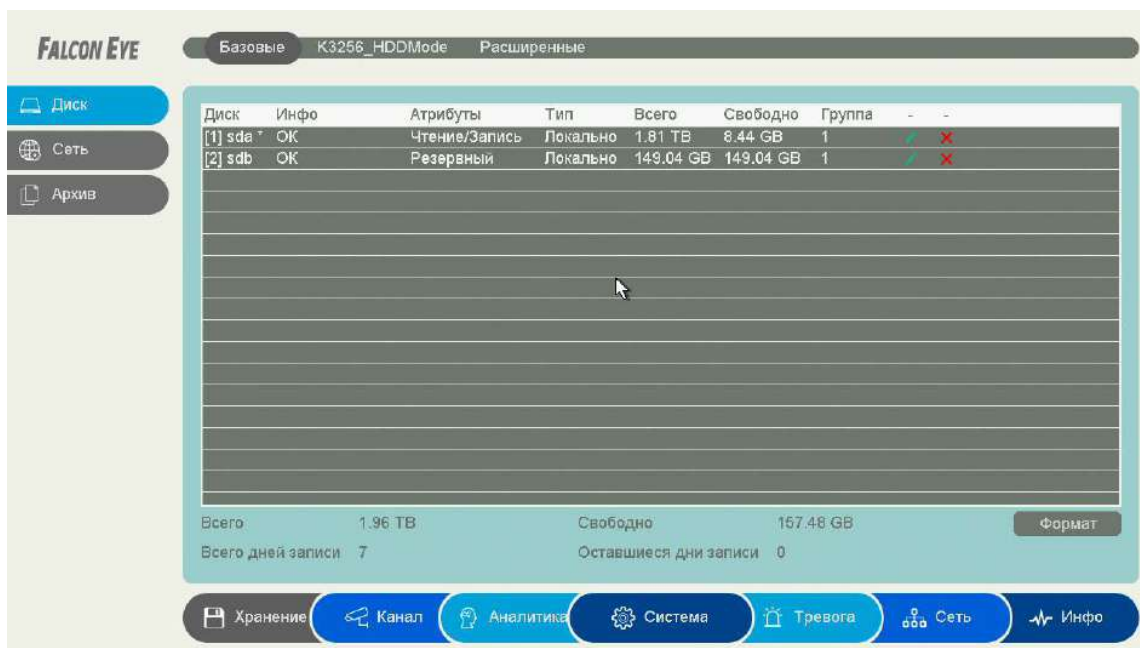 FALCON EYE
Базовые K3256_HDDMode Расширенные
Диск
Сеть
Архив
Диск Инфо Атрибуты Тип Всего Свободно Группа - -
[1] sda * OK Чтение/Запись Локально 1.81 TB 8.44 GB 1
[2] sdb OK Резервный Локально 149.04 GB 149.04 GB 1
Всего 1.96 TB Свободно 157.48 GB Формат
Всего дней записи 7 Оставшиеся дни записи 0
Хранение Канал Аналитика Система Тревога Сеть Инфо